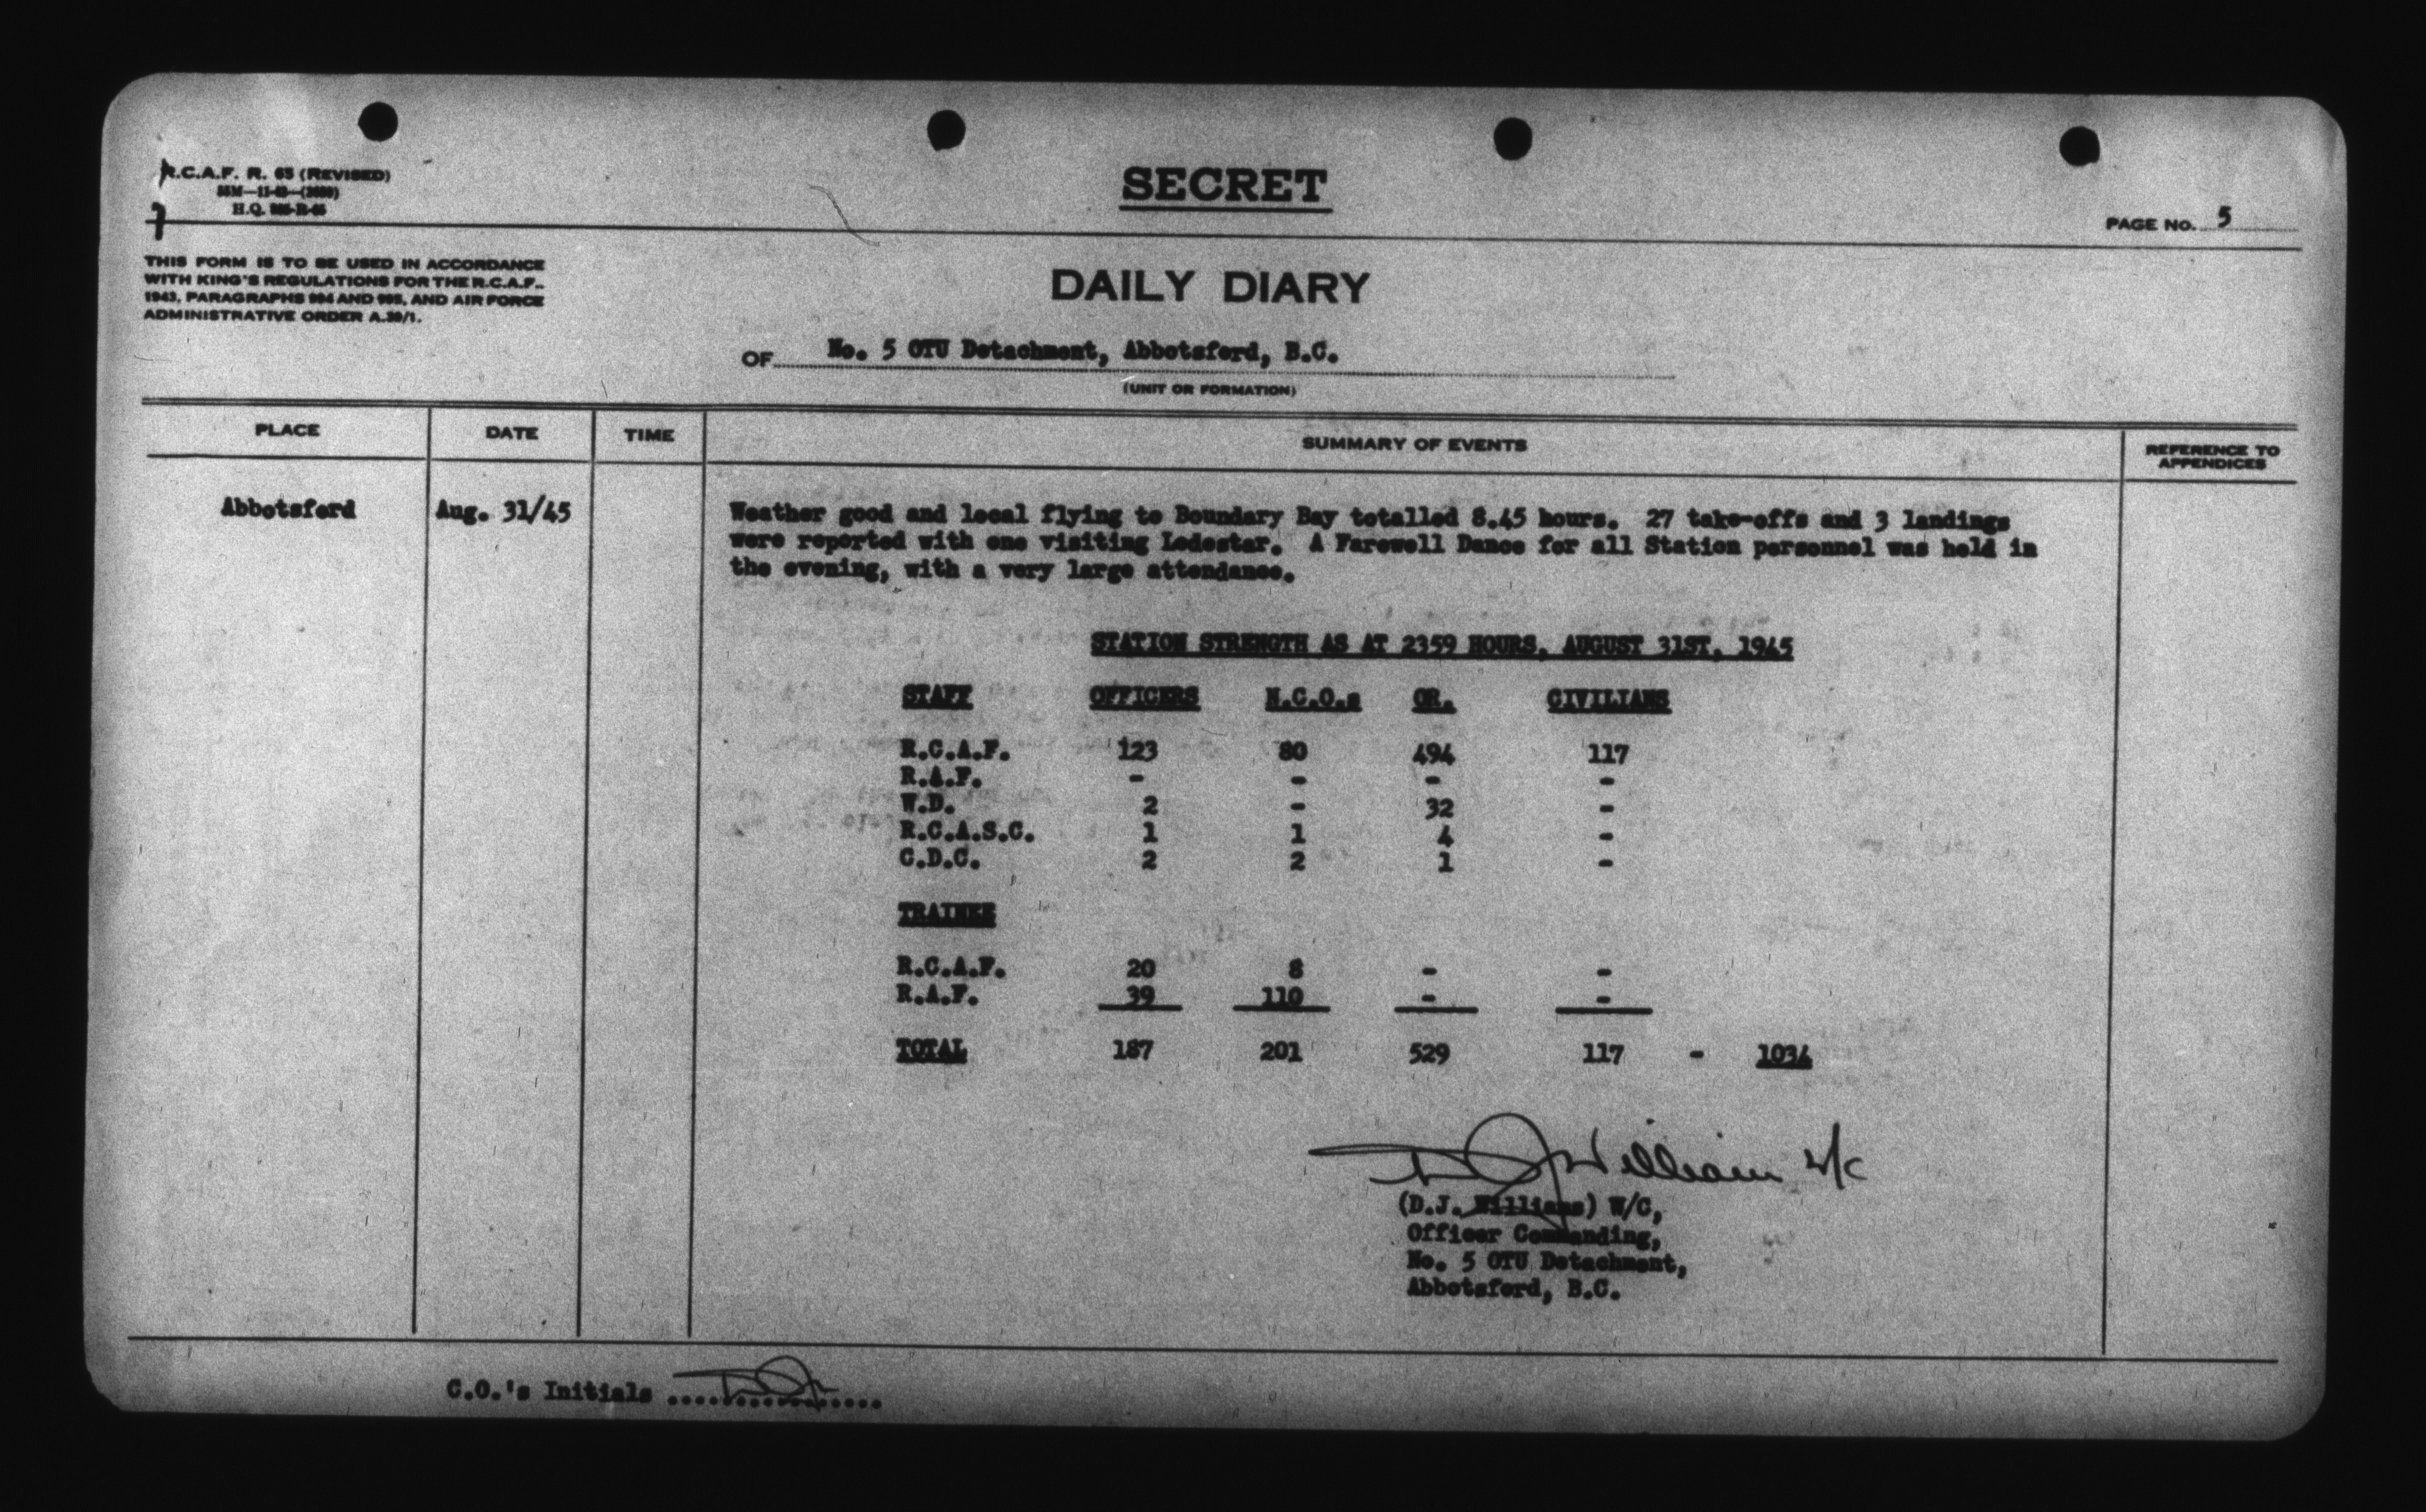 R.C.A.F. R. 65 (REVISED)
H.Q.
SECRET
PAGE NO. 5
THIS FORM IS TO BE USED IN ACCORDANCE
WITH KING'S REGULATIONS FOR THE R.C.A.F.,
1943, PARAGRAPHS AND AND AIR FORCE
ADMINISTRATIVE ORDER
DAILY DIARY
OF No. 5 OTU Detachment, Abbotsford, B.C.
(UNIT OR FORMATION)
PLACE DATE TIME SUMMARY OF EVENTS REFERENCE TO APPENDICES
Abbotsford Aug. 31/45 Weather good and local flying to Boundary Bay totalled 8.45 hours. 27 take-offs and 3 landings
were reported with one visiting Lodestar. A Farewell Dance for all Station personnel was held in
the evening, with a very large attendance.
STATION STRENGTH AS AT 2359 HOURS, AUGUST 31ST, 1945
STAFF OFFICERS N.C.O.s OR. CIVILIANS
R.C.A.F. 123 80 494 117
R.A.F. - - - -
W.D. 2 - 32 -
R.C.A.S.C. 1 1 4 -
C.D.C. 2 2 1 -
TRAINEE
R.C.A.F. 20 8 - -
R.A.F. 39 110 - -
TOTAL 187 201 529 117 - 1034
DJ Williams W/C
(D.J. Williams) W/C,
Officer Commanding,
No. 5 OTU Detachment,
Abbotsford, B.C.
C.O.'s Initials ................. DJW